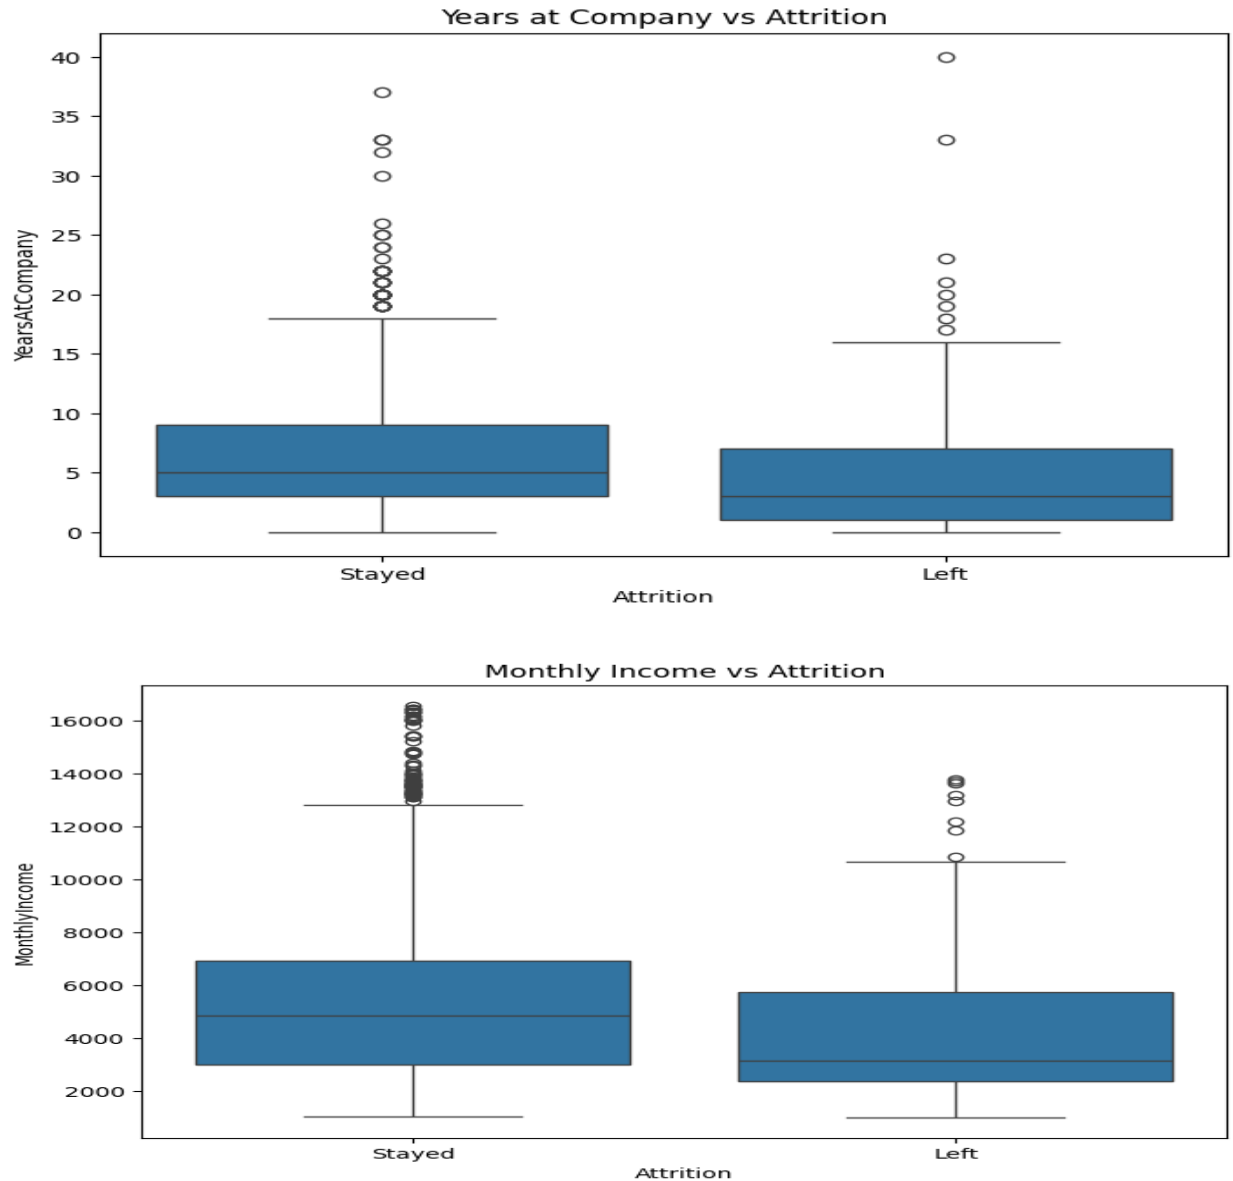 Years at Company vs Attrition
40
35
30
25
20
15
10
5
0
YearsAtCompany
Stayed Left
Attrition
Monthly Income vs Attrition
16000
14000
12000
10000
8000
6000
4000
2000
MonthlyIncome
Stayed Left
Attrition